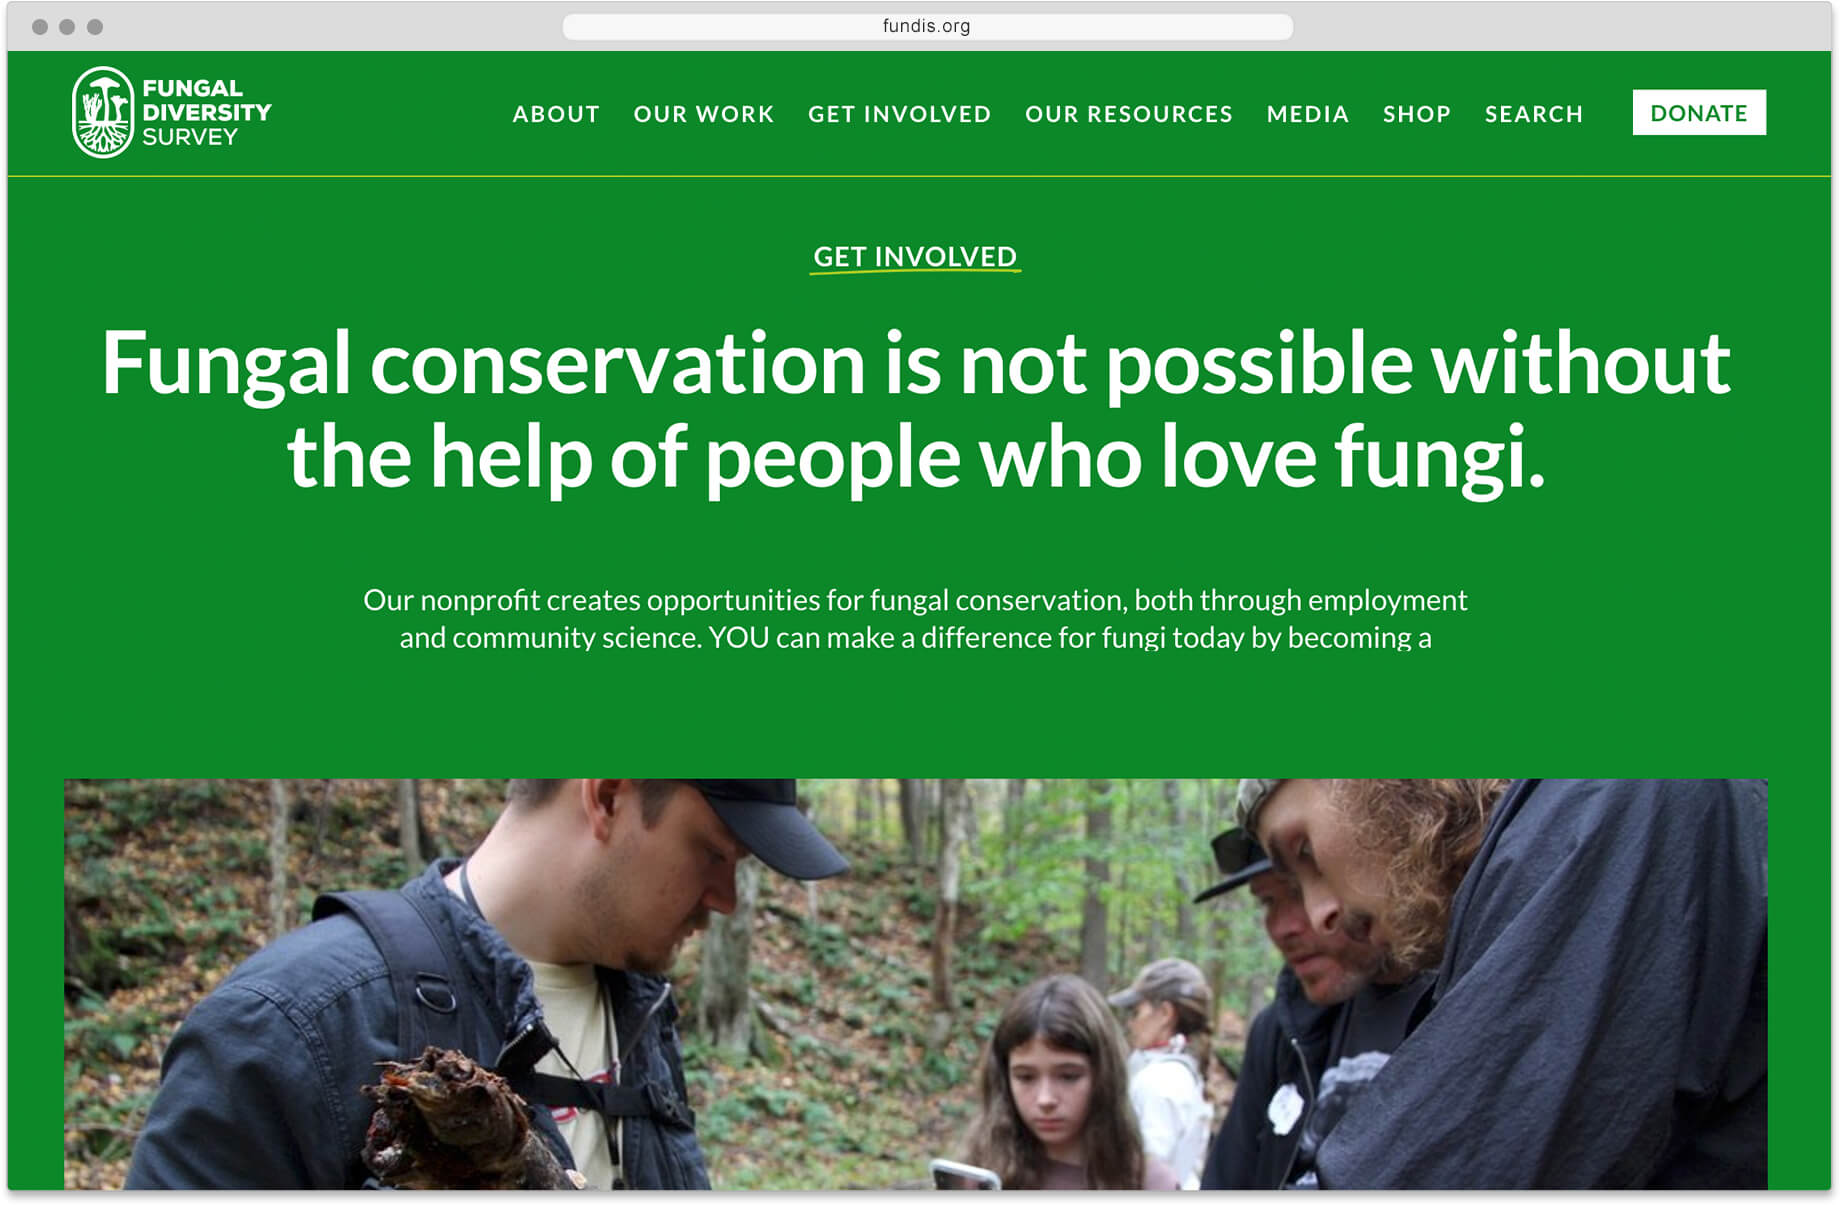 fundis.org
FUNGAL
DIVERSITY
SURVEY
ABOUT OUR WORK GET INVOLVED OUR RESOURCES MEDIA SHOP SEARCH DONATE
GET INVOLVED
Fungal conservation is not possible without
the help of people who love fungi.
Our nonprofit creates opportunities for fungal conservation, both through employment
and community science. YOU can make a difference for fungi today by becoming a